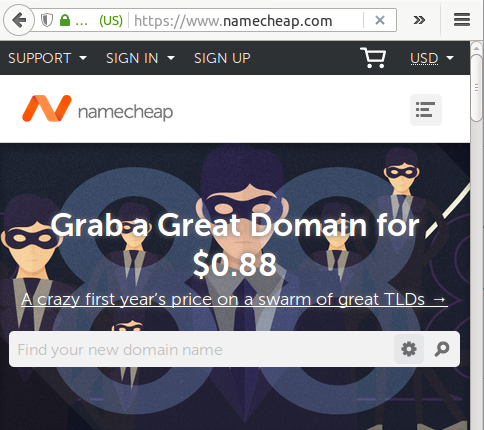 ... (US) https://www.namecheap.com
SUPPORT SIGN IN SIGN UP USD
namecheap
Grab a Great Domain for
$0.88
A crazy first year's price on a swarm of great TLDs →
Find your new domain name